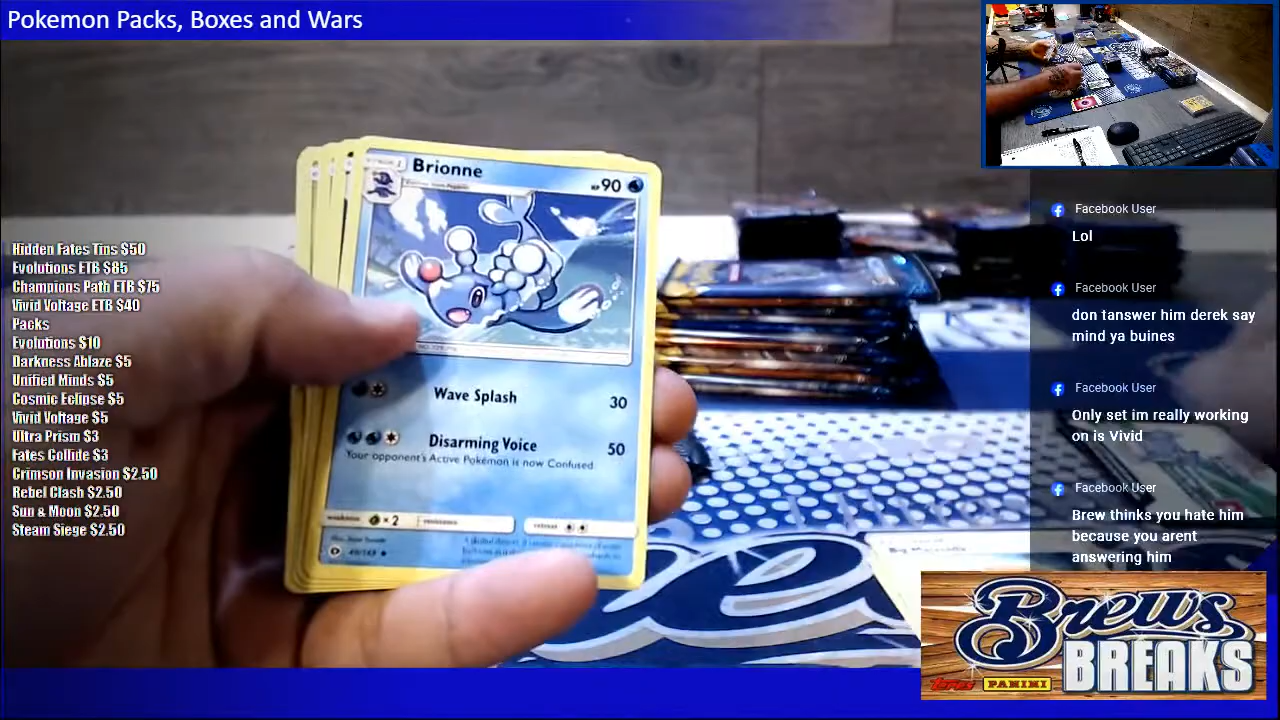 Pokemon Packs, Boxes and Wars
Brionne
HP 90
Wave Splash 30
Disarming Voice 50
Your opponent's Active Pokémon is now Confused
weakness × 2 resistance retreat
Hidden Fates Tins $50
Evolutions ETB $85
Champions Path ETB $75
Vivid Voltage ETB $40
Packs
Evolutions $10
Darkness Ablaze $5
Unified Minds $5
Cosmic Eclipse $5
Vivid Voltage $5
Ultra Prism $3
Fates Collide $3
Crimson Invasion $2.50
Rebel Clash $2.50
Sun & Moon $2.50
Steam Siege $2.50
Facebook User
Lol
Facebook User
don tanswer him derek say
mind ya buines
Facebook User
Only set im really working
on is Vivid
Facebook User
Brew thinks you hate him
because you arent
answering him
Brews
BREAKS
Topps PANINI